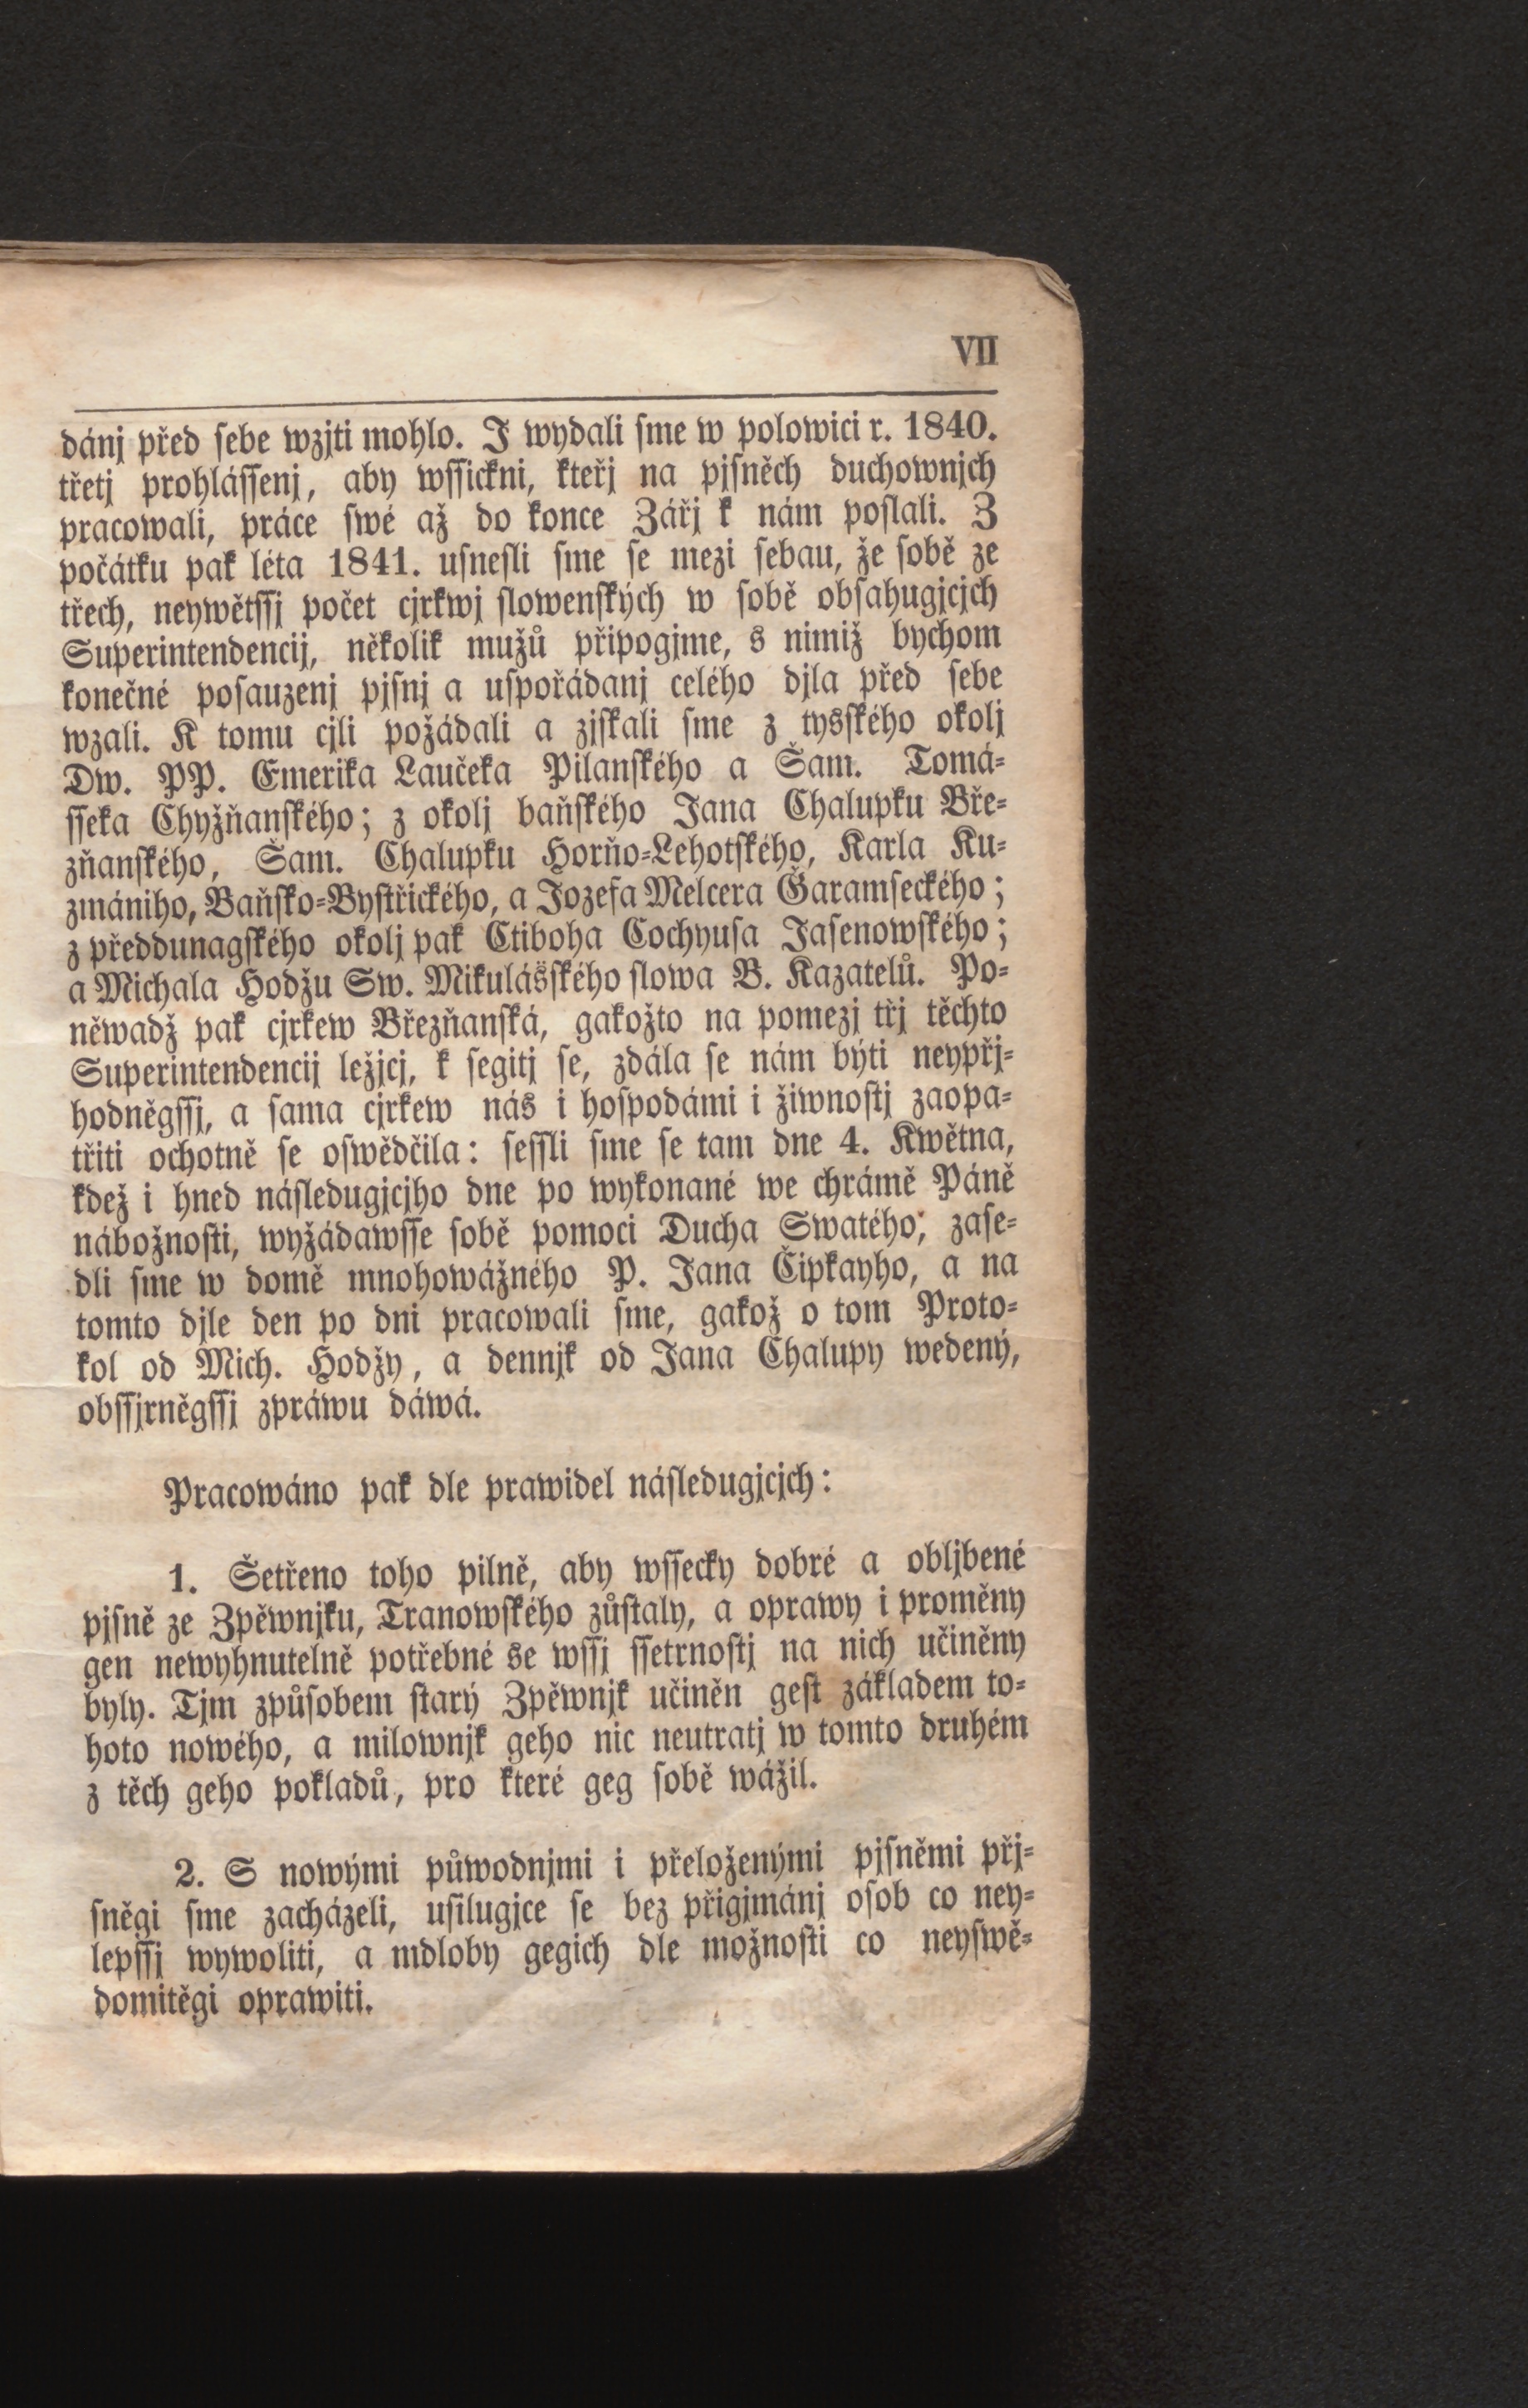 VII
dánj před sebe wzjti mohlo. J wydali sme w polowici r. 1840.
třetj prohlássenj, aby wssickni, kteřj na pjsněch duchownjch
pracowali, práce swé až do konce Zářj k nám poslali. Z
počátku pak léta 1841. usnesli sme se mezi sebau, že sobě ze
třech, neywětssj počet cjrkwj slowenských w sobě obsahugjcjch
Superintendencij, několik mužů připogjme, s nimiž bychom
konečné posauzenj pjsnj a uspořádanj celého djla před sebe
wzali. K tomu cjli požádali a zjskali sme z tysského okolj
Dw. PP. Emerika Laučeka Pilanského a Šam. Tomá-
sseka Chyžňanského; z okolj baňského Jana Chalupku Bře-
zňanského, Šam. Chalupku Horňo-Lehotského, Karla Ku-
zmániho, Baňsko-Bystřického, a Jozefa Melcera Ǧaramseckého;
z předdunagského okolj pak Ctiboha Cochyusa Jasenowského;
a Michala Hodžu Sw. Mikulášského slowa B. Kazatelů. Po-
něwadž pak cjrkew Březňanská, gakožto na pomezj třj těchto
Superintendencij ležjcj, k segitj se, zdála se nám býti neypřj-
hodněgssj, a sama cjrkew nás i hospodámi i žiwnostj zaopa-
třiti ochotně se oswědčila: sessli sme se tam dne 4. Kwětna,
kdež i hned následugjcjho dne po wykonané we chrámě Páně
nábožnosti, wyžádawsse sobě pomoci Ducha Swatého, zase-
dli sme w domě mnohowážného P. Jana Čipkayho, a na
tomto djle den po dni pracowali sme, gakož o tom Proto-
kol od Mich. Hodžy, a dennjk od Jana Chalupy wedený,
obssjrněgssj zpráwu dáwá.
Pracowáno pak dle prawidel následugjcjch:
1. Šetřeno toho pilně, aby wssecky dobré a obljbené
pjsně ze Zpěwnjku, Tranowského zůstaly, a oprawy i proměny
gen newyhnutelně potřebné se wssj ssetrnostj na nich učiněny
byly. Tjm způsobem starý Zpěwnjk učiněn gest základem to-
hoto nowého, a milownjk geho nic neutratj w tomto druhém
z těch geho pokladů, pro které geg sobě wážil.
2. S nowými půwodnjmi i přeloženými pjsněmi přj-
sněgi sme zacházeli, usilugjce se bez přigjmánj osob co ney-
lepssj wywoliti, a mdloby gegich dle možnosti co neyswě-
domitěgi oprawiti.